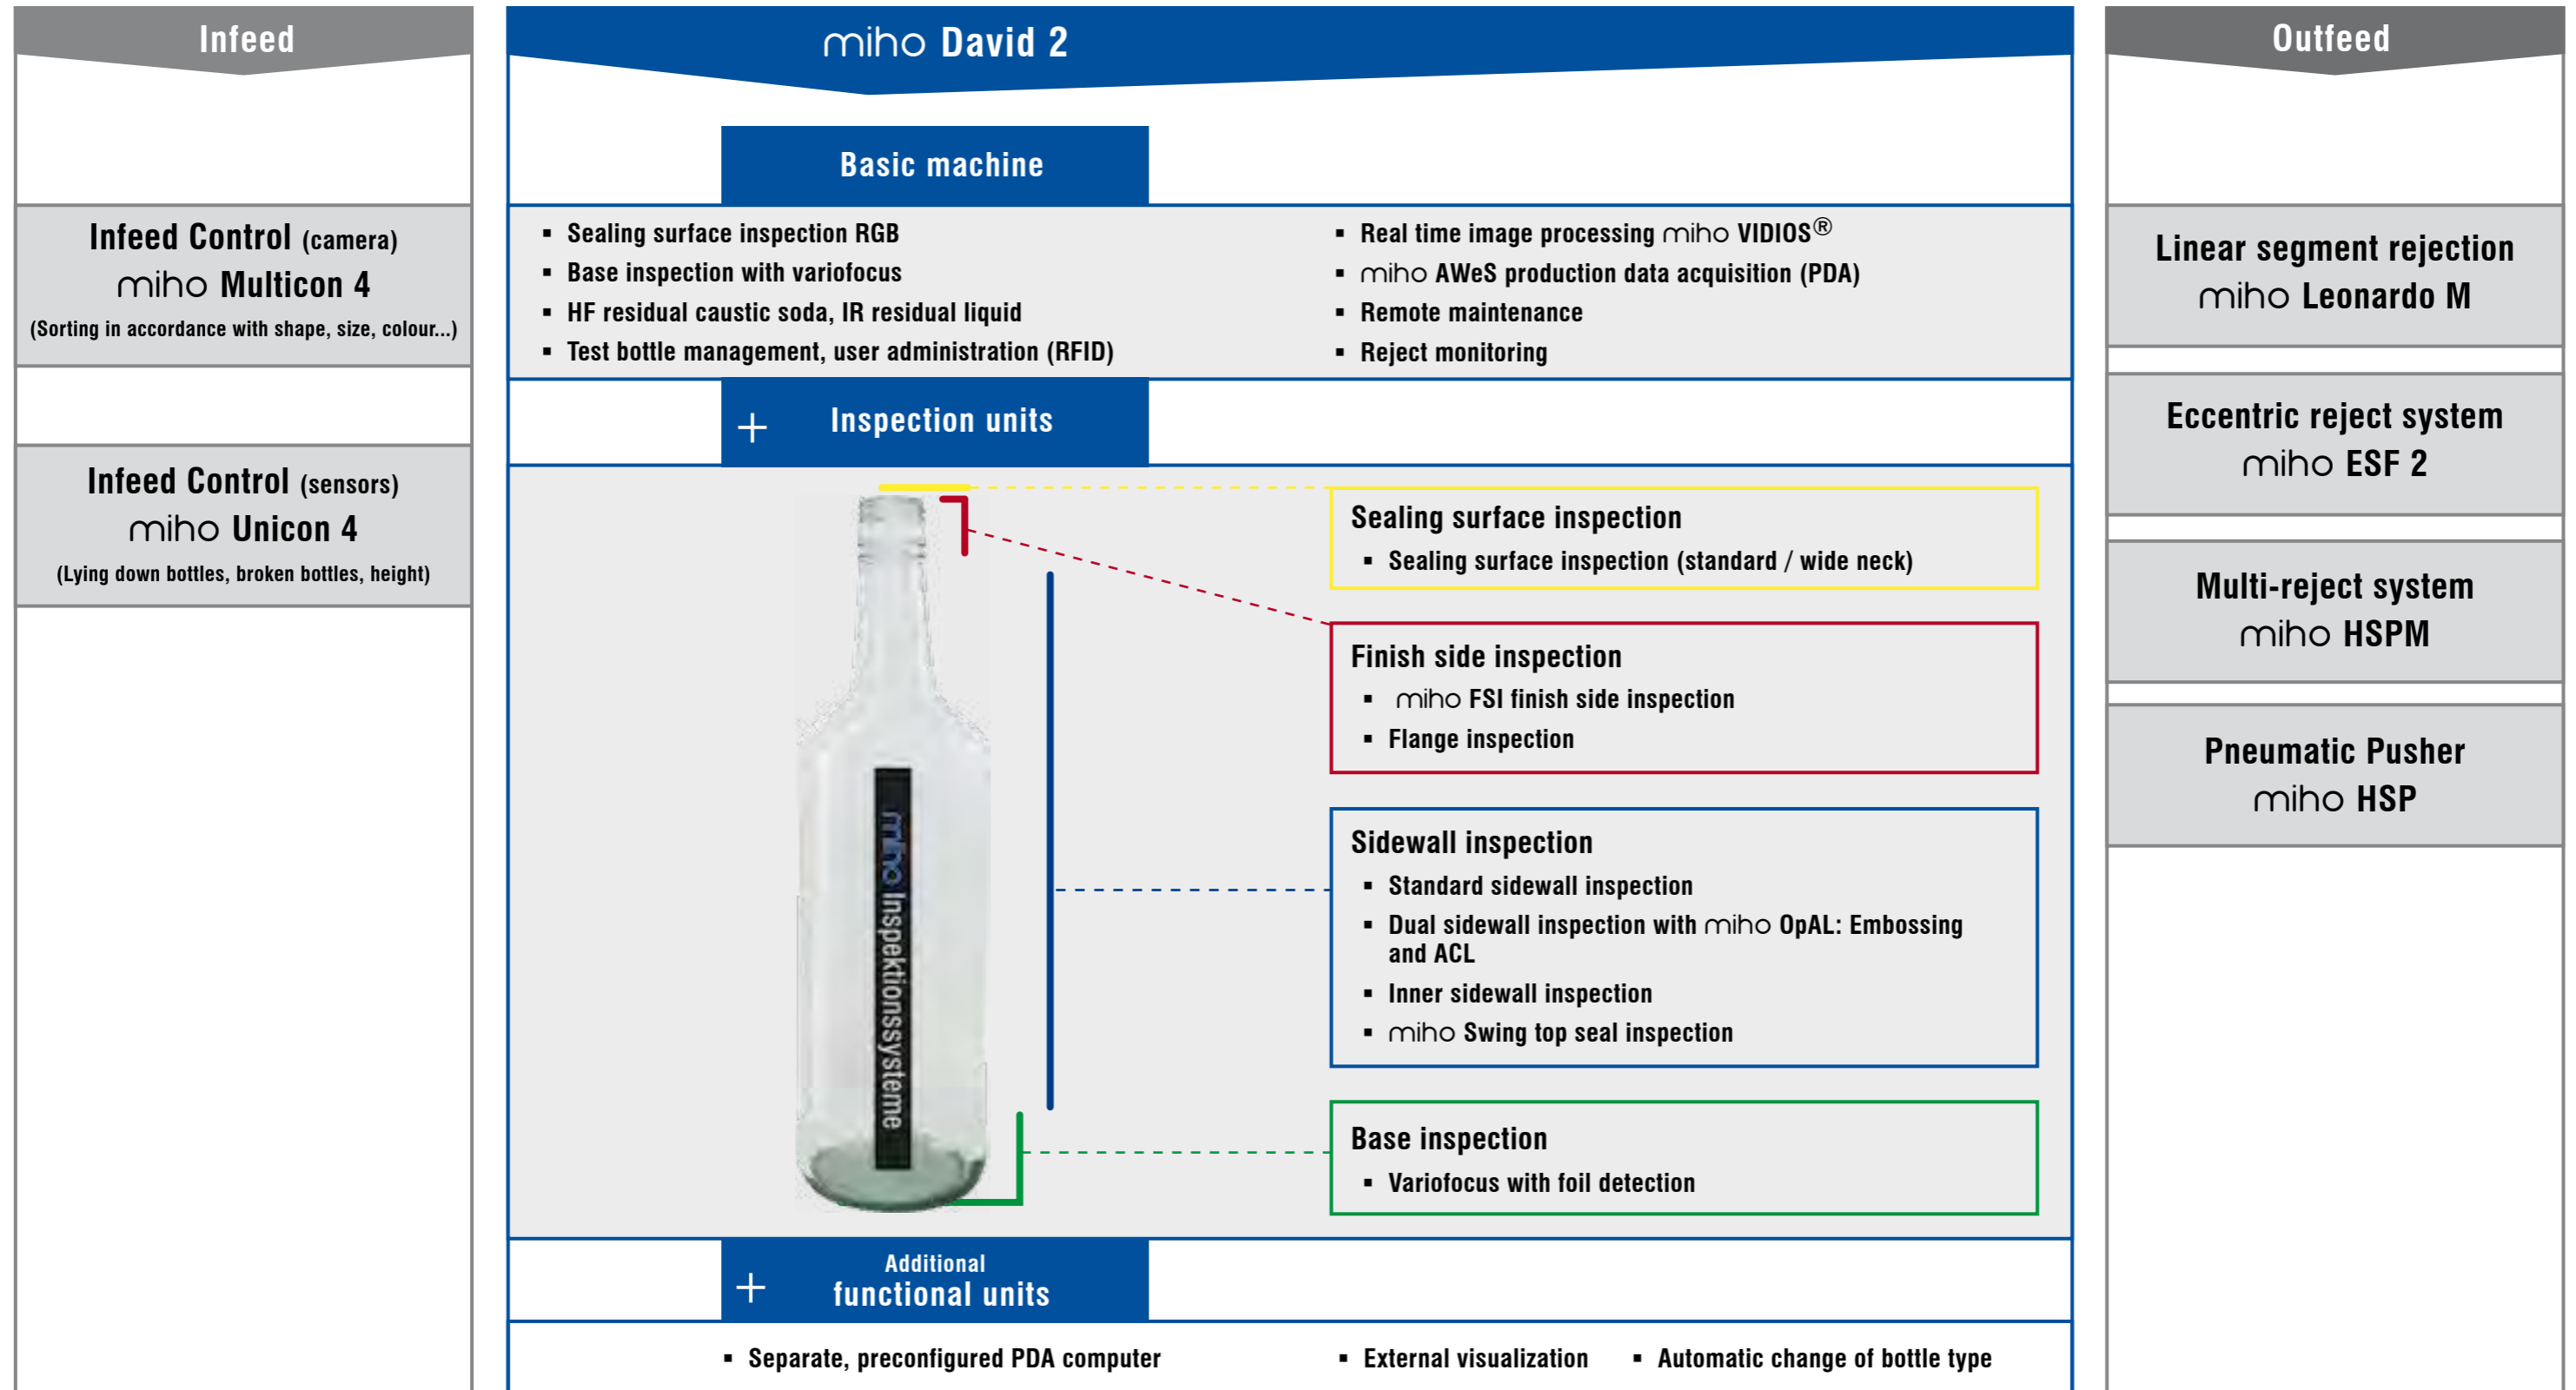 Infeed
Infeed Control (camera)
miho Multicon 4
(Sorting in accordance with shape, size, colour...)
Infeed Control (sensors)
miho Unicon 4
(Lying down bottles, broken bottles, height)
miho David 2
Basic machine
▪ Sealing surface inspection RGB
▪ Base inspection with variofocus
▪ HF residual caustic soda, IR residual liquid
▪ Test bottle management, user administration (RFID)
▪ Real time image processing miho VIDIOS®
▪ miho AWeS production data acquisition (PDA)
▪ Remote maintenance
▪ Reject monitoring
+ Inspection units
miho Inspektionssysteme
Sealing surface inspection
▪ Sealing surface inspection (standard / wide neck)
Finish side inspection
▪ miho FSI finish side inspection
▪ Flange inspection
Sidewall inspection
▪ Standard sidewall inspection
▪ Dual sidewall inspection with miho OpAL: Embossing
and ACL
▪ Inner sidewall inspection
▪ miho Swing top seal inspection
Base inspection
▪ Variofocus with foil detection
Additional
+ functional units
▪ Separate, preconfigured PDA computer
▪ External visualization
▪ Automatic change of bottle type
Outfeed
Linear segment rejection
miho Leonardo M
Eccentric reject system
miho ESF 2
Multi-reject system
miho HSPM
Pneumatic Pusher
miho HSP